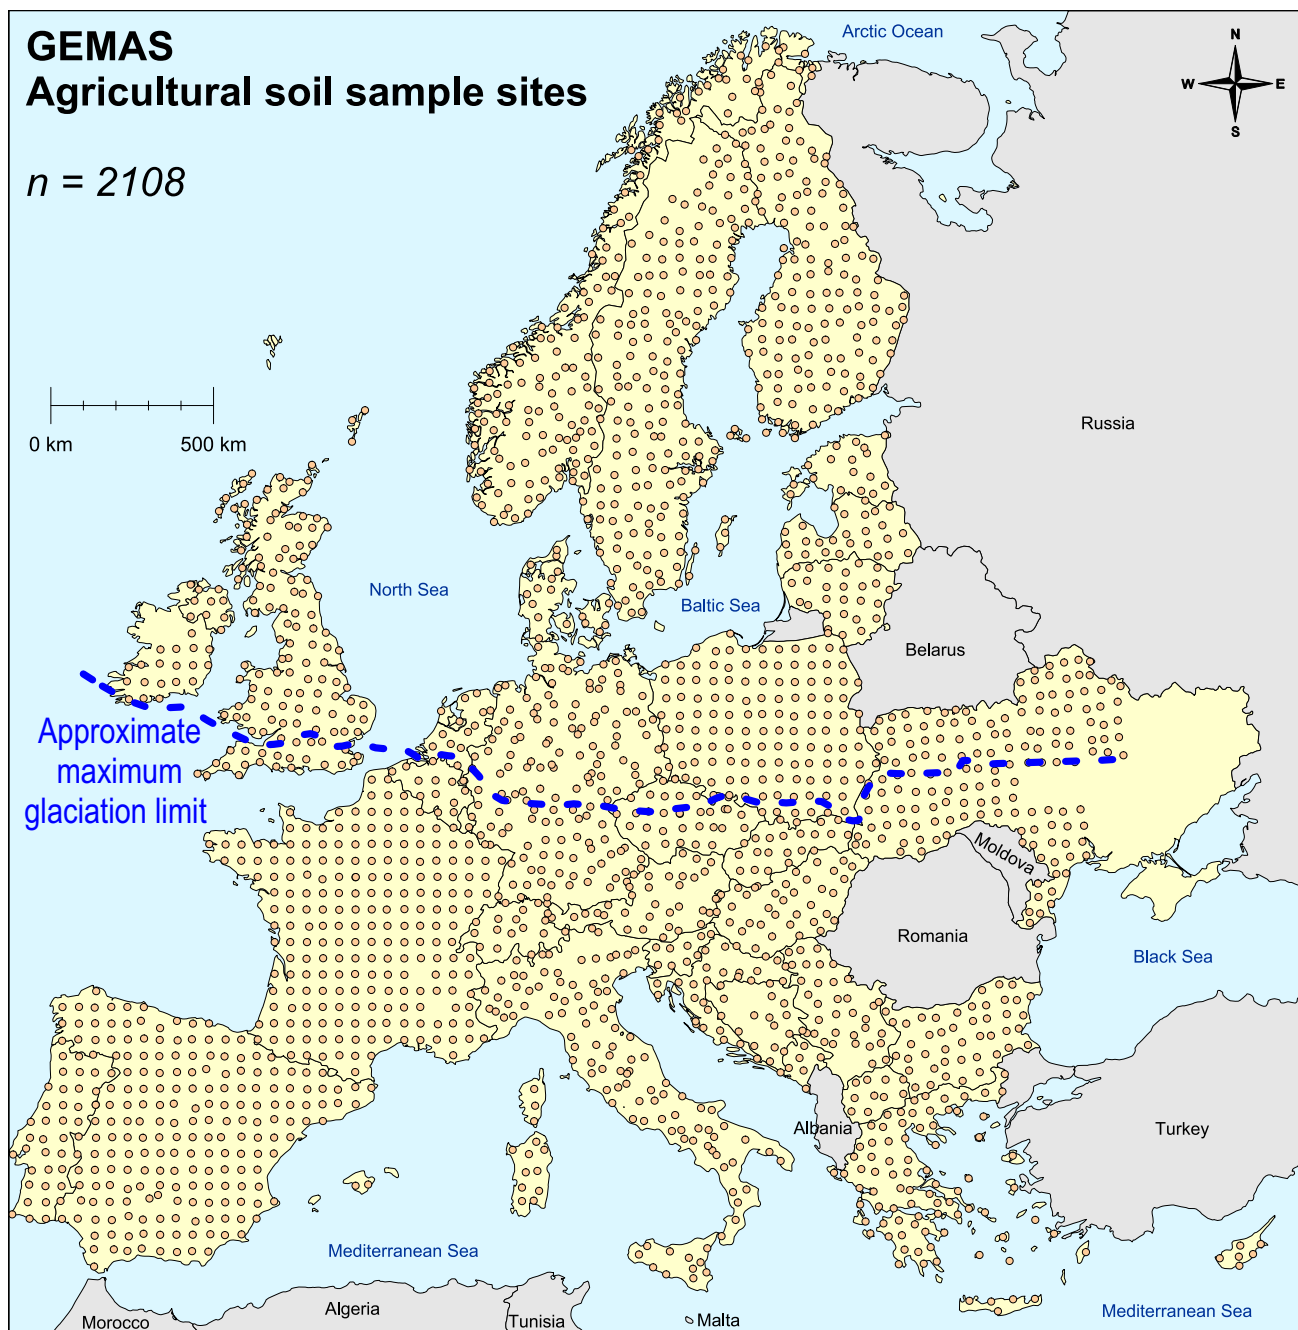 GEMAS
Agricultural soil sample sites
n = 2108
Arctic Ocean
N
W
E
S
Russia
0 km
500 km
North Sea
Baltic Sea
Belarus
Approximate
maximum
glaciation limit
Moldova
Romania
Black Sea
Albania
Turkey
Mediterranean Sea
Algeria
Morocco
Tunisia
Malta
Mediterranean Sea